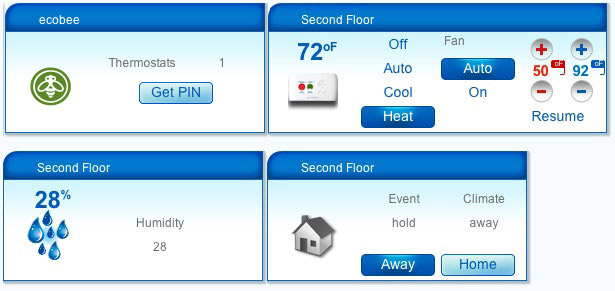 ecobee
Thermostats 1
Get PIN
Second Floor
72°F
Off
Auto
Cool
Heat
Fan
Auto
On
50 °F
92 °F
Resume
Second Floor
28%
Humidity
28
Second Floor
Event Climate
hold away
Away Home